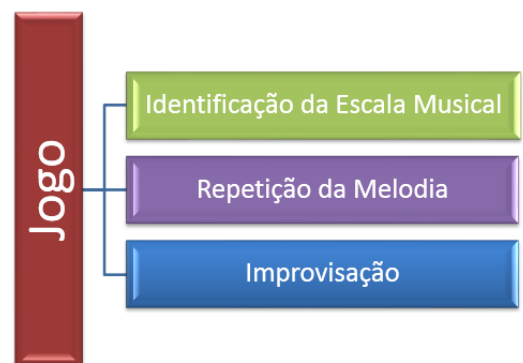 Jogo
Identificação da Escala Musical
Repetição da Melodia
Improvisação